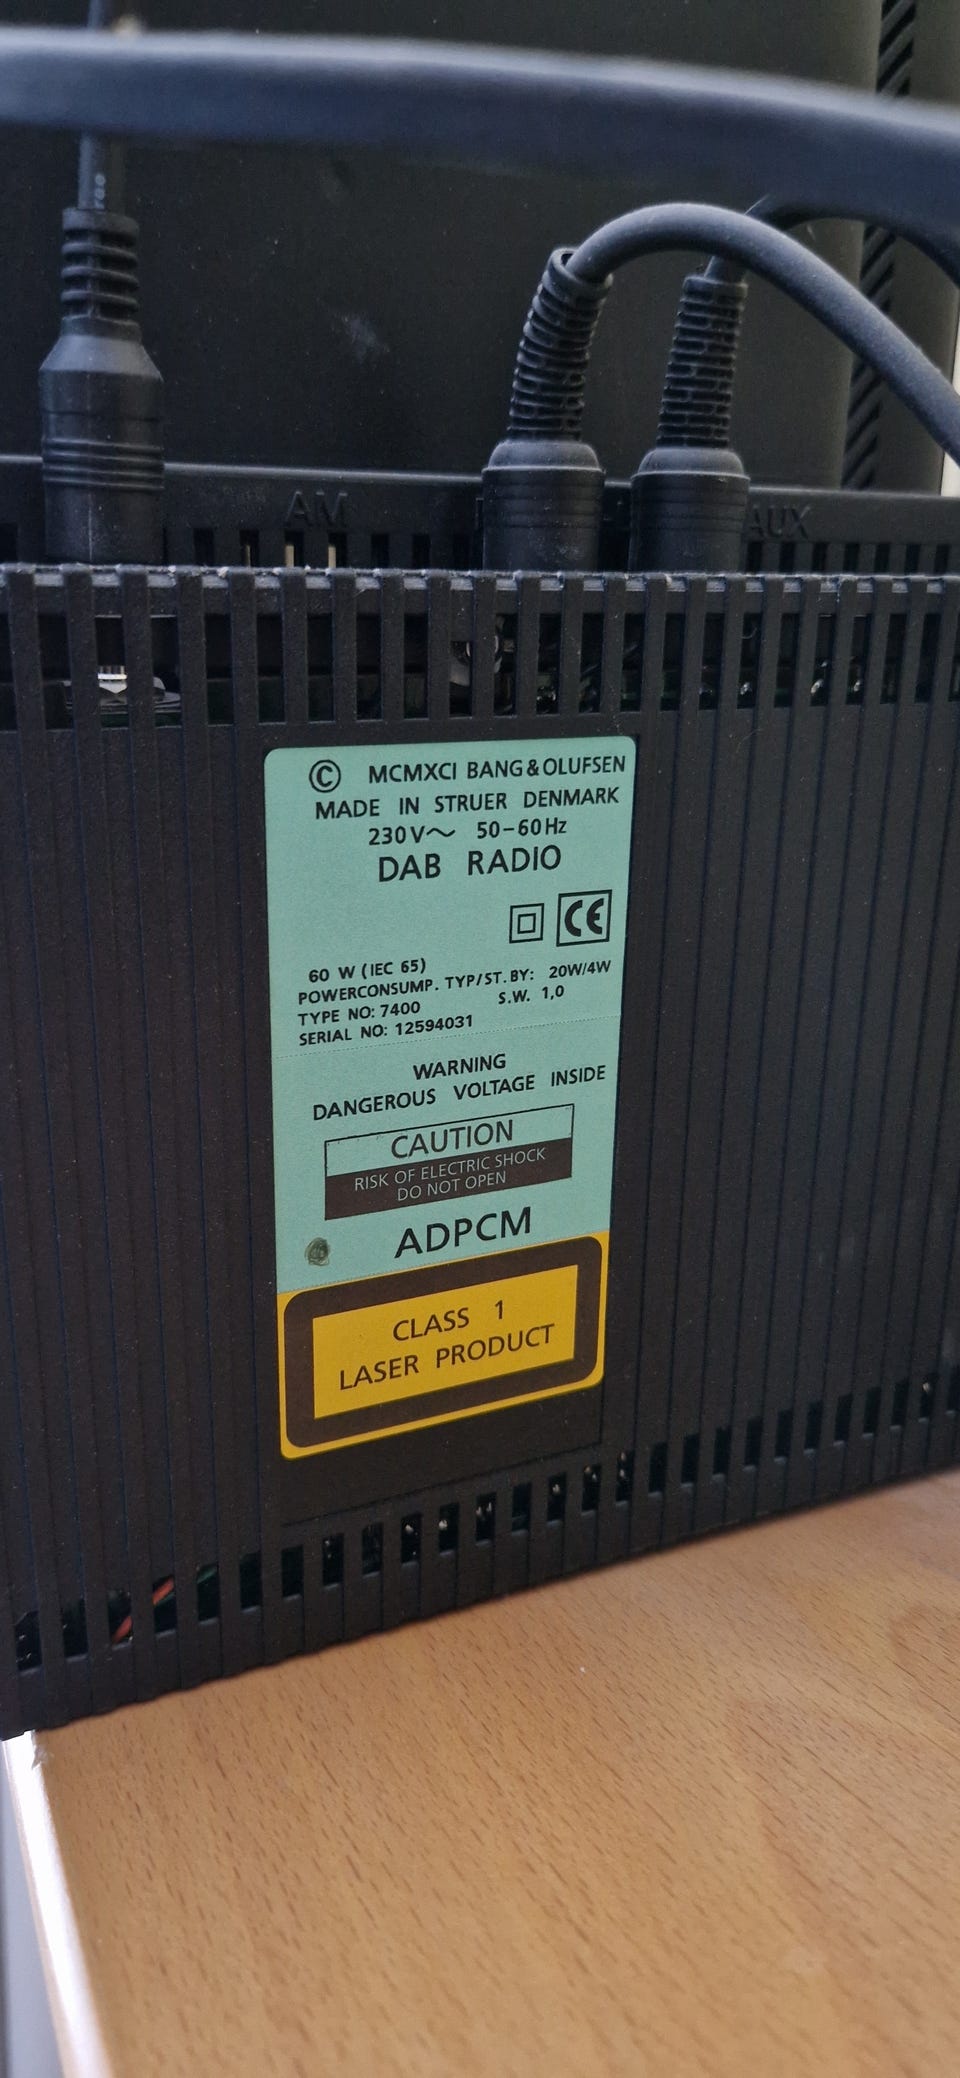 AM
AUX
© MCMXCI BANG & OLUFSEN
MADE IN STRUER DENMARK
230V~ 50-60Hz
DAB RADIO
CE
60 W (IEC 65)
POWERCONSUMP. TYP/ST.BY: 20W/4W
TYPE NO: 7400 S.W. 1,0
SERIAL NO: 12594031
WARNING
DANGEROUS VOLTAGE INSIDE
CAUTION
RISK OF ELECTRIC SHOCK
DO NOT OPEN
ADPCM
CLASS 1
LASER PRODUCT